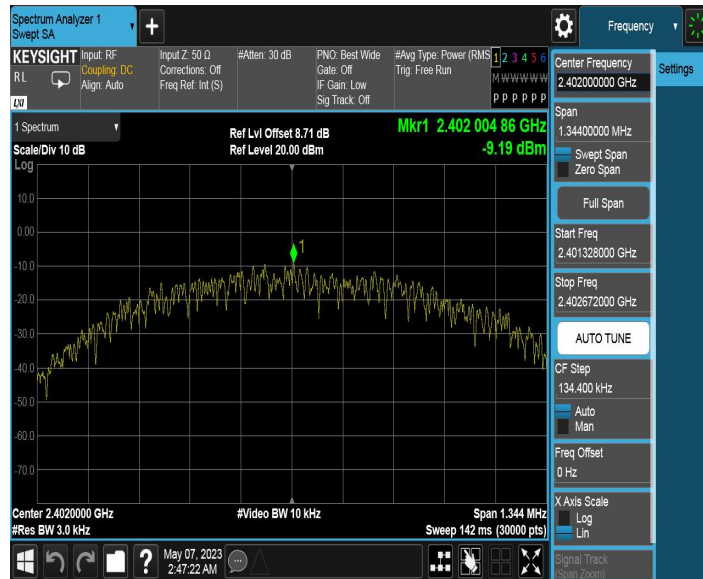 Spectrum Analyzer 1
Swept SA
+
Frequency
KEYSIGHT
RL
LXI
Input: RF
Coupling: DC
Align: Auto
Input Z: 50 Ω
Corrections: Off
Freq Ref: Int (S)
#Atten: 30 dB
PNO: Best Wide
Gate: Off
IF Gain: Low
Sig Track: Off
#Avg Type: Power (RMS
Trig: Free Run
1 2 3 4 5 6
M W W W W W
P P P P P P
Settings
1 Spectrum
Scale/Div 10 dB
Ref Lvl Offset 8.71 dB
Ref Level 20.00 dBm
Mkr1 2.402 004 86 GHz
-9.19 dBm
Log
10.0
0.00
-10.0
-20.0
-30.0
-40.0
-50.0
-60.0
-70.0
1
Center 2.4020000 GHz
#Res BW 3.0 kHz
#Video BW 10 kHz
Span 1.344 MHz
Sweep 142 ms (30000 pts)
Center Frequency
2.402000000 GHz
Span
1.34400000 MHz
Swept Span
Zero Span
Full Span
Start Freq
2.401328000 GHz
Stop Freq
2.402672000 GHz
AUTO TUNE
CF Step
134.400 kHz
Auto
Man
Freq Offset
0 Hz
X Axis Scale
Log
Lin
Signal Track
(Span Zoom)
?
May 07, 2023
2:47:22 AM